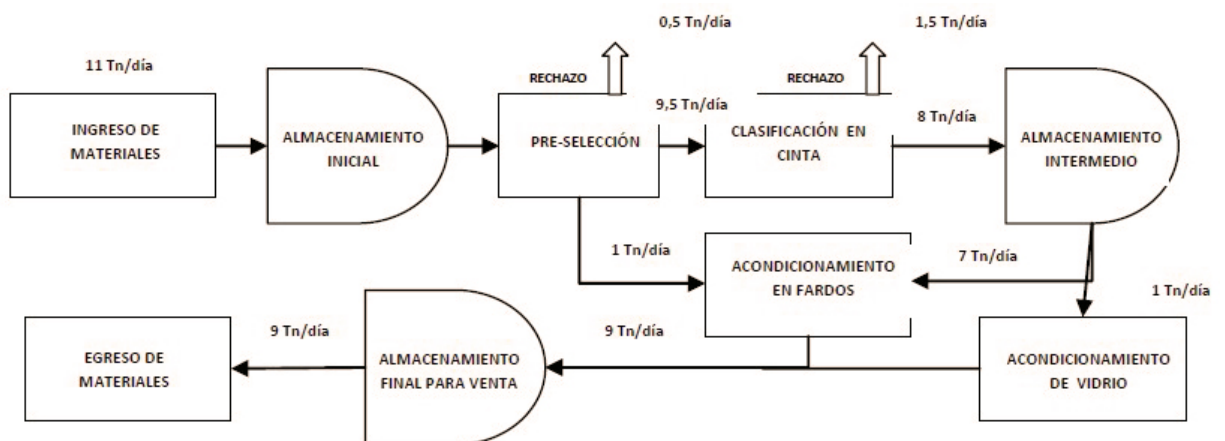 0,5 Tn/día
1,5 Tn/día
11 Tn/día
RECHAZO
RECHAZO
INGRESO DE
MATERIALES
ALMACENAMIENTO
INICIAL
PRE-SELECCIÓN
9,5 Tn/día
CLASIFICACIÓN EN
CINTA
8 Tn/día
ALMACENAMIENTO
INTERMEDIO
1 Tn/día
ACONDICIONAMIENTO
EN FARDOS
7 Tn/día
1 Tn/día
EGRESO DE
MATERIALES
9 Tn/día
ALMACENAMIENTO
FINAL PARA VENTA
9 Tn/día
ACONDICIONAMIENTO
DE VIDRIO